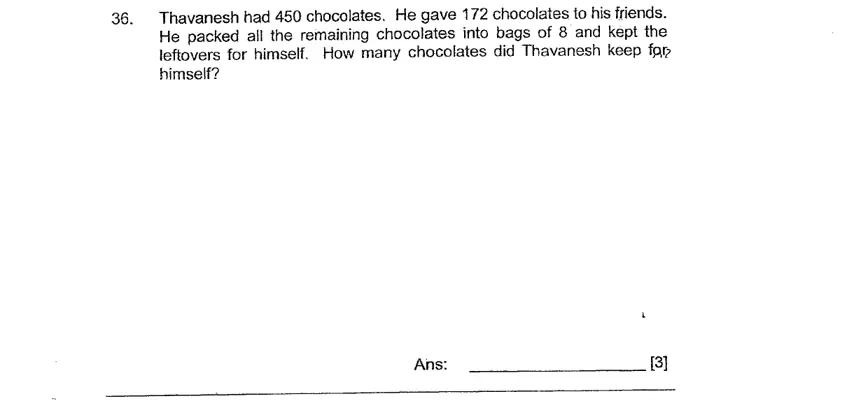 36. Thavanesh had 450 chocolates. He gave 172 chocolates to his friends.
He packed all the remaining chocolates into bags of 8 and kept the
leftovers for himself. How many chocolates did Thavanesh keep for
himself?
Ans: ____________________ [3]